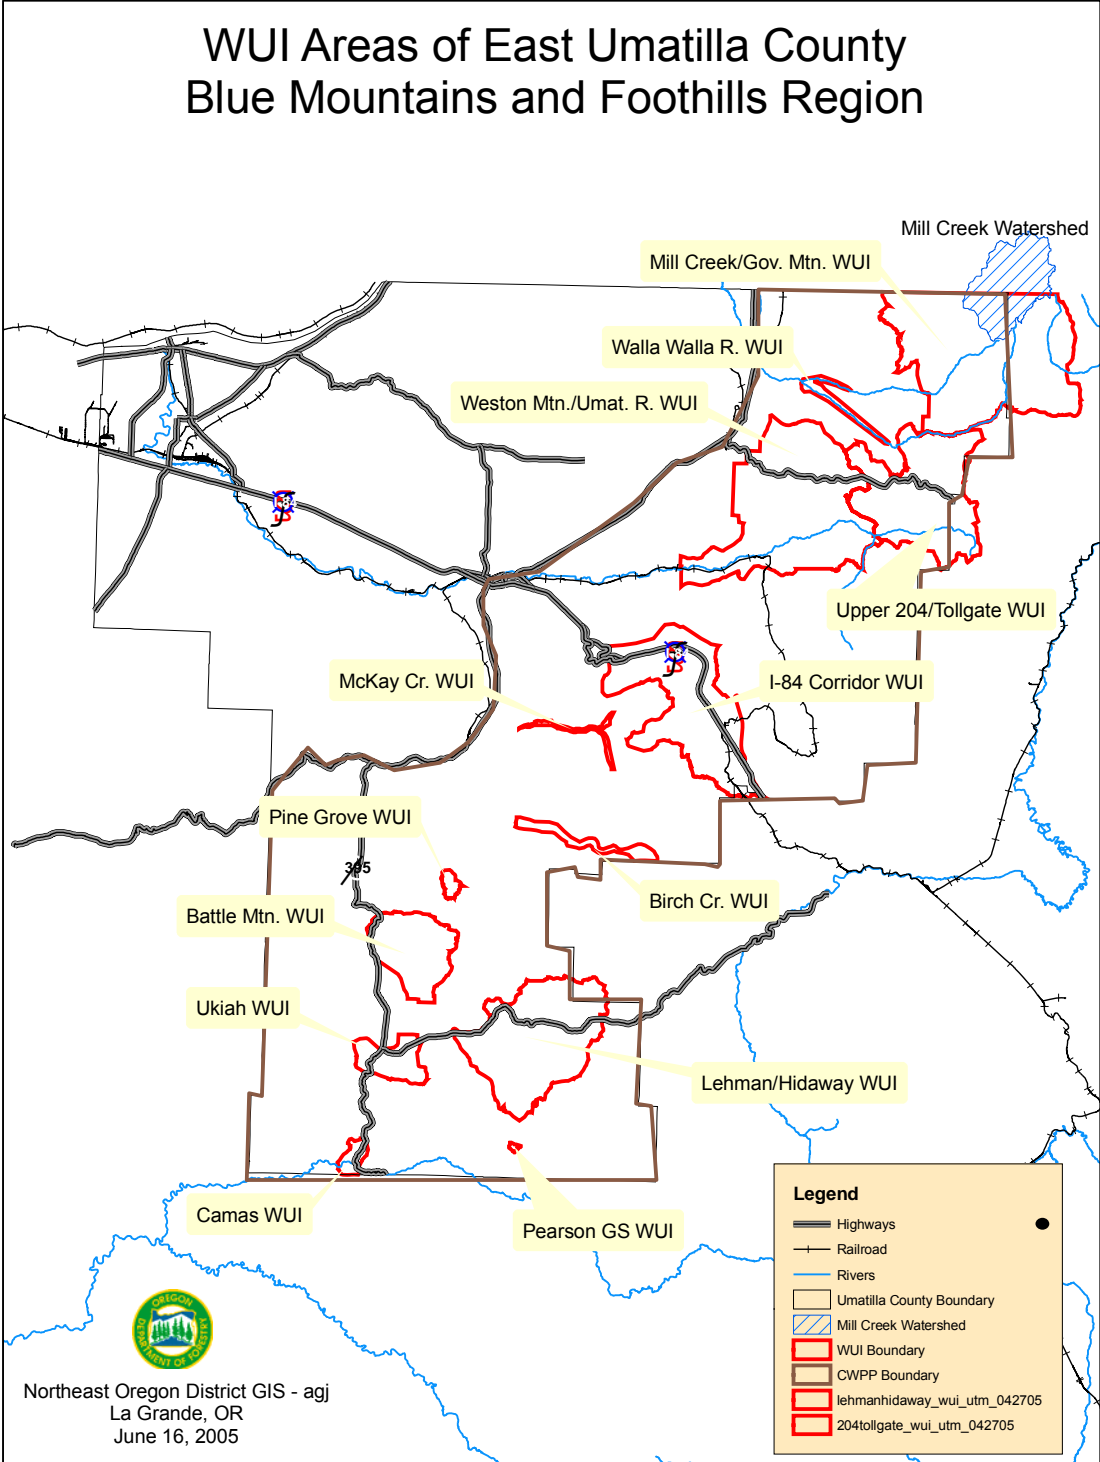 WUI Areas of East Umatilla County
Blue Mountains and Foothills Region
Mill Creek Watershed
Mill Creek/Gov. Mtn. WUI
Walla Walla R. WUI
Weston Mtn./Umat. R. WUI
Upper 204/Tollgate WUI
McKay Cr. WUI
I-84 Corridor WUI
Pine Grove WUI
395
Birch Cr. WUI
Battle Mtn. WUI
Ukiah WUI
Lehman/Hidaway WUI
Camas WUI
Pearson GS WUI
Legend
Highways
Railroad
Rivers
Umatilla County Boundary
Mill Creek Watershed
WUI Boundary
CWPP Boundary
lehmanhidaway_wui_utm_042705
204tollgate_wui_utm_042705
OREGON
DEPARTMENT OF FORESTRY
Northeast Oregon District GIS - agj
La Grande, OR
June 16, 2005